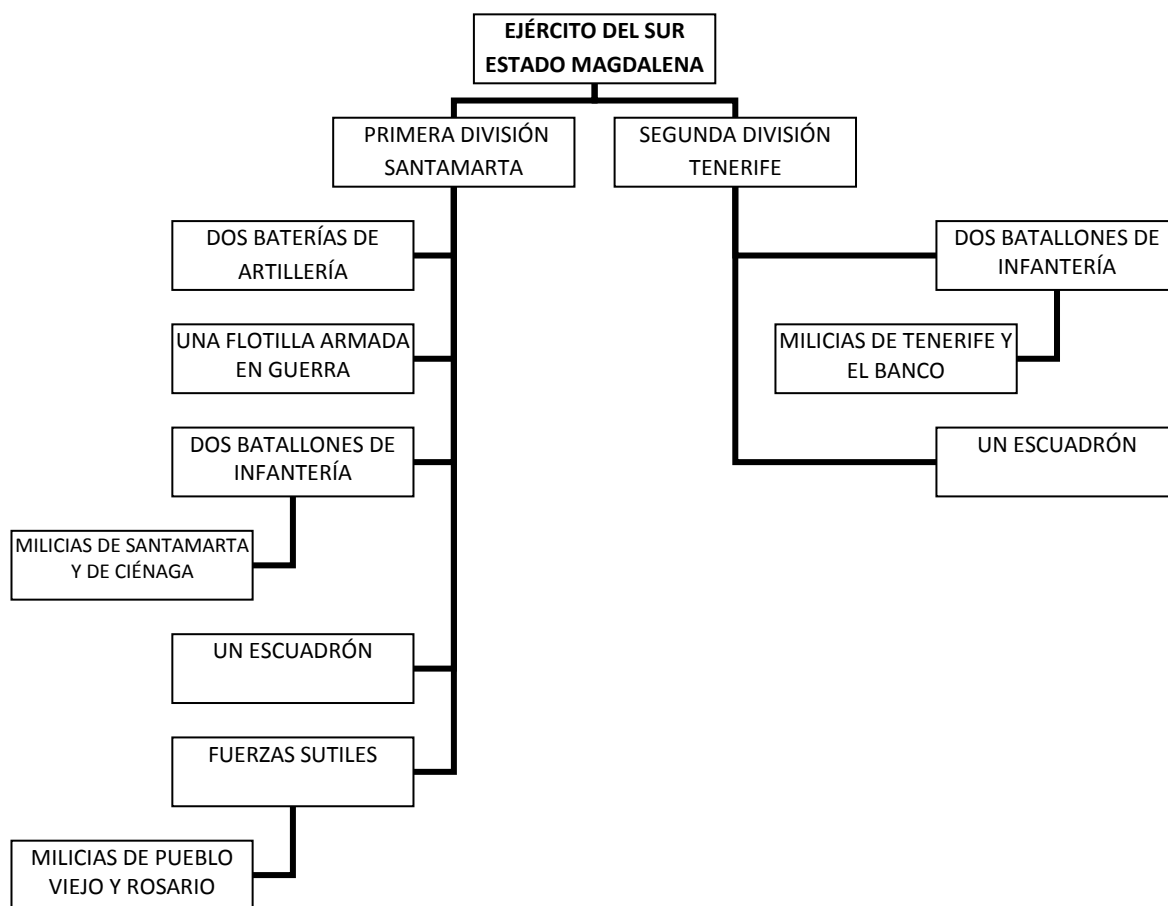 EJÉRCITO DEL SUR
ESTADO MAGDALENA
PRIMERA DIVISIÓN
SANTAMARTA
SEGUNDA DIVISIÓN
TENERIFE
DOS BATERÍAS DE
ARTILLERÍA
DOS BATALLONES DE
INFANTERÍA
UNA FLOTILLA ARMADA
EN GUERRA
MILICIAS DE TENERIFE Y
EL BANCO
DOS BATALLONES DE
INFANTERÍA
UN ESCUADRÓN
MILICIAS DE SANTAMARTA
Y DE CIÉNAGA
UN ESCUADRÓN
FUERZAS SUTILES
MILICIAS DE PUEBLO
VIEJO Y ROSARIO